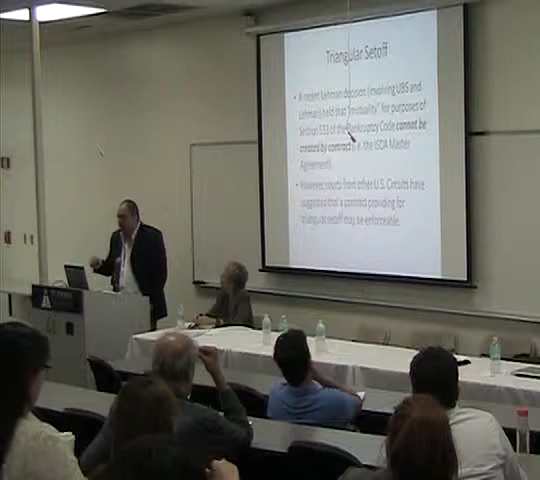 Triangular Setoff
• A recent Lehman decision (involving UBS and
Lehman) held that "mutuality" for purposes of
Section 553 of the Bankruptcy Code cannot be
created by contract (i.e. the ISDA Master
Agreement).
• However, courts from other U.S. Circuits have
suggested that a contract providing for
triangular setoff may be enforceable.